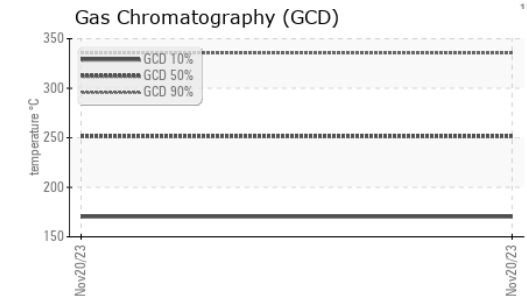 Gas Chromatography (GCD)
350
300
250
200
150
temperature °C
GCD 10%
GCD 50%
GCD 90%
Nov20/23
Nov20/23